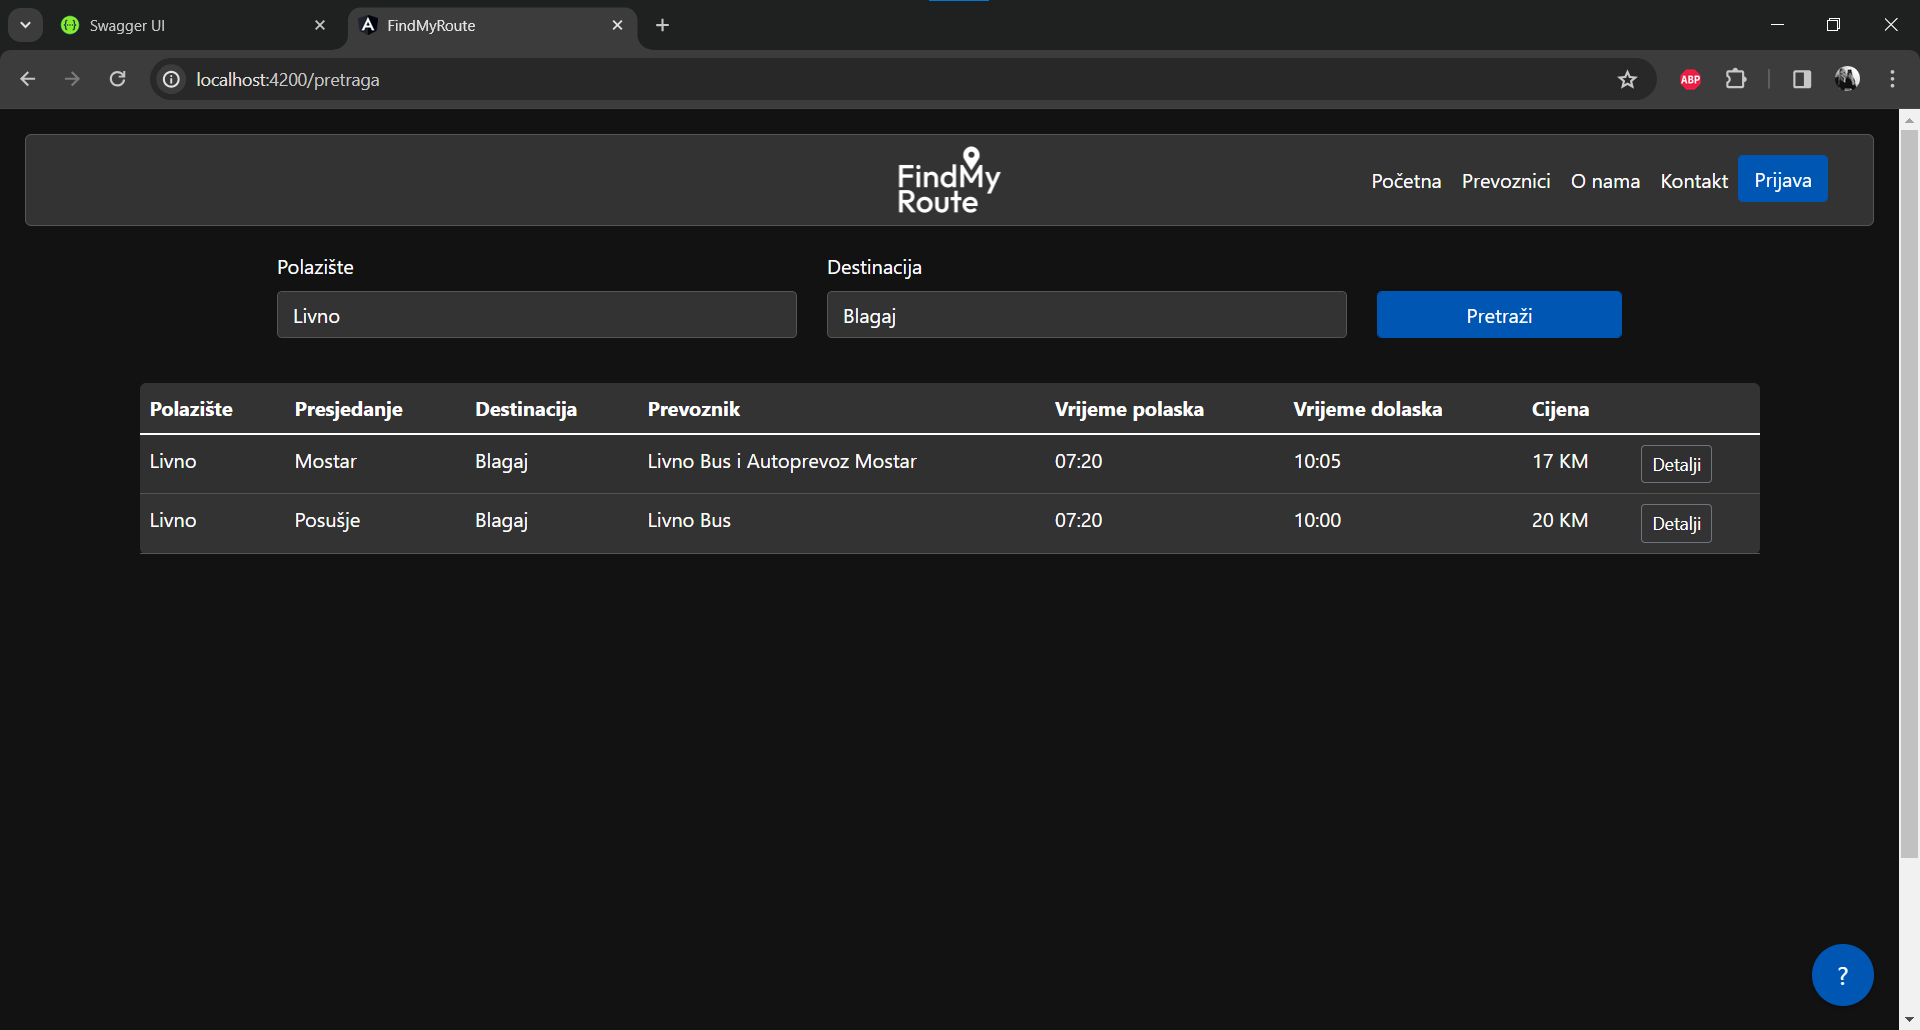 Swagger UI
FindMyRoute
localhost:4200/pretraga
ABP
FindMy
Route
Početna Prevoznici O nama Kontakt Prijava
Polazište Destinacija
Livno Blagaj Pretraži
Polazište Presjedanje Destinacija Prevoznik Vrijeme polaska Vrijeme dolaska Cijena
Livno Mostar Blagaj Livno Bus i Autoprevoz Mostar 07:20 10:05 17 KM Detalji
Livno Posušje Blagaj Livno Bus 07:20 10:00 20 KM Detalji
?